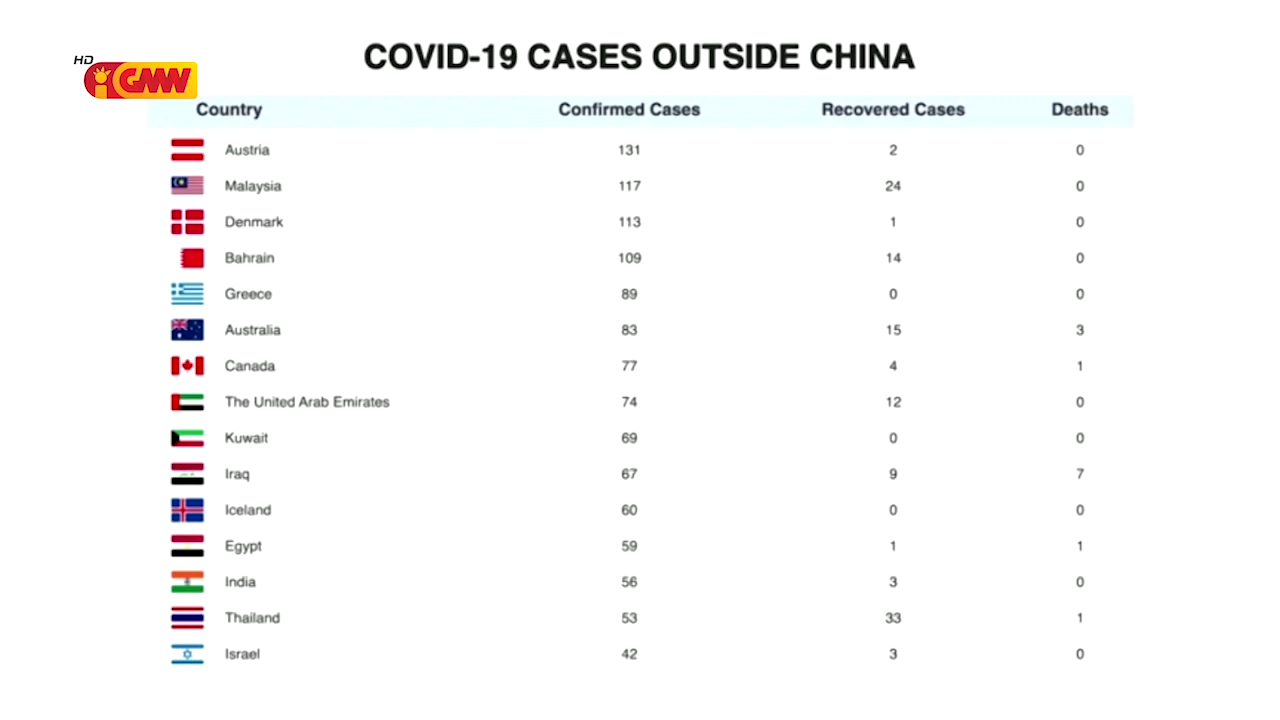 COVID-19 CASES OUTSIDE CHINA
HD
iGMW
Country Confirmed Cases Recovered Cases Deaths
Austria 131 2 0
Malaysia 117 24 0
Denmark 113 1 0
Bahrain 109 14 0
Greece 89 0 0
Australia 83 15 3
Canada 77 4 1
The United Arab Emirates 74 12 0
Kuwait 69 0 0
Iraq 67 9 7
Iceland 60 0 0
Egypt 59 1 1
India 56 3 0
Thailand 53 33 1
Israel 42 3 0